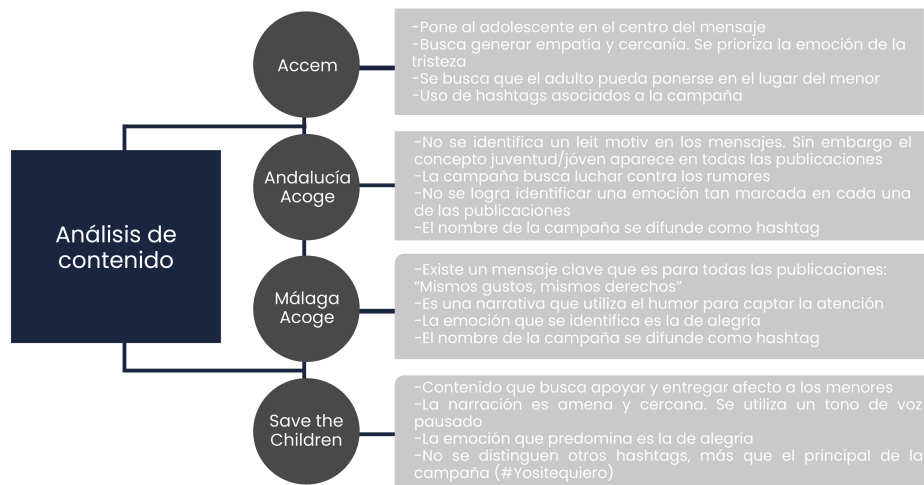 Análisis de
contenido
Accem
-Pone al adolescente en el centro del mensaje
-Busca generar empatía y cercanía. Se prioriza la emoción de la
tristeza
-Se busca que el adulto pueda ponerse en el lugar del menor
-Uso de hashtags asociados a la campaña
Andalucía
Acoge
-No se identifica un leit motiv en los mensajes. Sin embargo el
concepto juventud/jóven aparece en todas las publicaciones
-La campaña busca luchar contra los rumores
-No se logra identificar una emoción tan marcada en cada una
de las publicaciones
-El nombre de la campaña se difunde como hashtag
Málaga
Acoge
-Existe un mensaje clave que es para todas las publicaciones:
“Mismos gustos, mismos derechos”
-Es una narrativa que utiliza el humor para captar la atención
-La emoción que se identifica es la de alegría
-El nombre de la campaña se difunde como hashtag
Save the
Children
-Contenido que busca apoyar y entregar afecto a los menores
-La narración es amena y cercana. Se utiliza un tono de voz
pausado
-La emoción que predomina es la de alegría
-No se distinguen otros hashtags, más que el principal de la
campaña (#Yositequiero)